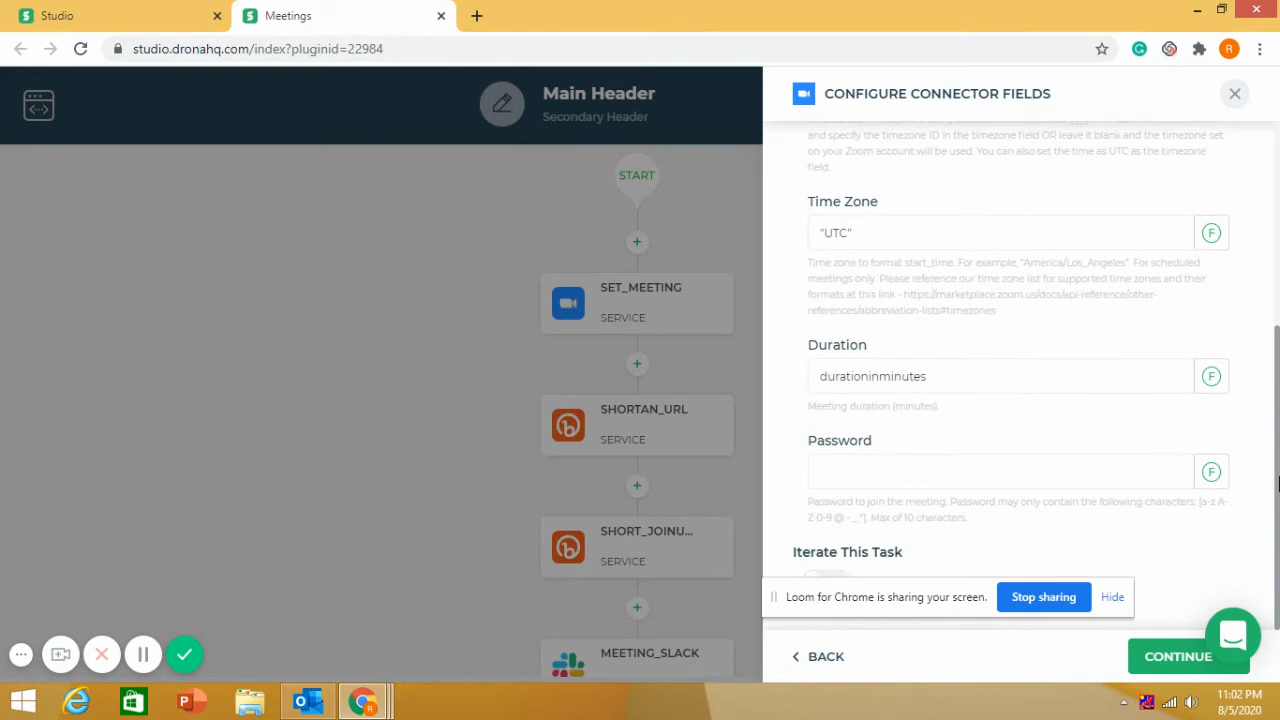 Studio
Meetings
studio.dronahq.com/index?pluginid=22984
R
Main Header
Secondary Header
START
SET_MEETING
SERVICE
SHORTAN_URL
SERVICE
SHORT_JOINU...
SERVICE
MEETING_SLACK
CONFIGURE CONNECTOR FIELDS
and specify the timezone ID in the timezone field OR leave it blank and the timezone set
on your Zoom account will be used. You can also set the time as UTC as the timezone
field.
Time Zone
"UTC"
F
Time zone to format start_time. For example, "America/Los_Angeles". For scheduled
meetings only. Please reference our time zone list for supported time zones and their
formats at this link - https://marketplace.zoom.us/docs/api-reference/other-
references/abbreviation-lists#timezones
Duration
durationinminutes
F
Meeting duration (minutes).
Password
F
Password to join the meeting. Password may only contain the following characters: [a-z A-
Z 0-9 @ - _ *]. Max of 10 characters.
Iterate This Task
Loom for Chrome is sharing your screen.
Stop sharing
Hide
BACK
CONTINUE
11:02 PM
8/5/2020